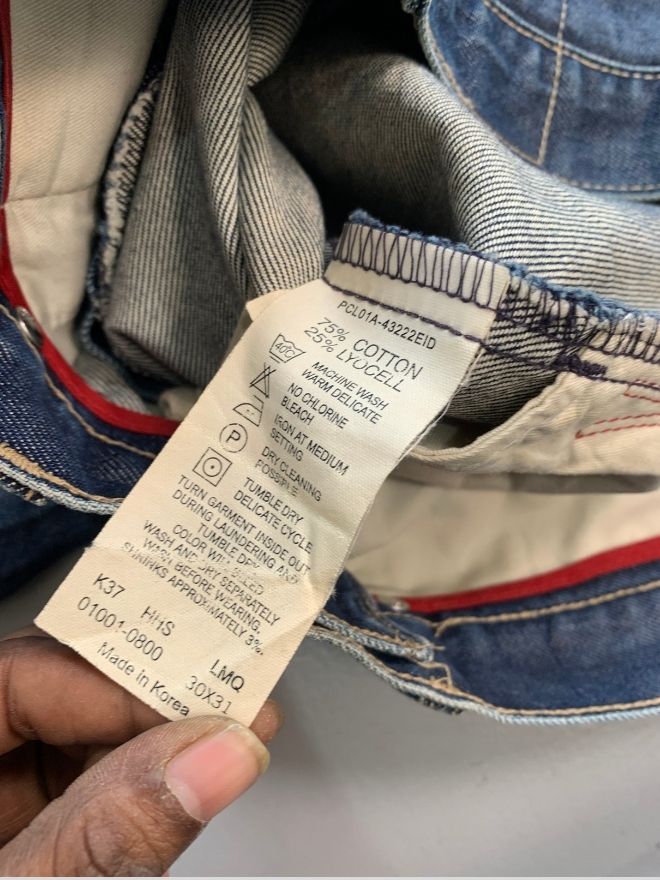 PCL01A-43222EID
75% COTTON
25% LYOCELL
40°C
MACHINE WASH
WARM DELICATE
NO CHLORINE
BLEACH
IRON AT MEDIUM
SETTING
P
DRY CLEANING
POSSIBLE
TUMBLE DRY
DELICATE CYCLE
TURN GARMENT INSIDE OUT
DURING LAUNDERING AND
TUMBLE DRY
COLOR
WASH AND DRY SEPARATELY
BEFORE WEARING.
SHRINKS APPROXIMATELY 3%.
K37 LMQ
01001-0800 30X31
Made in Korea